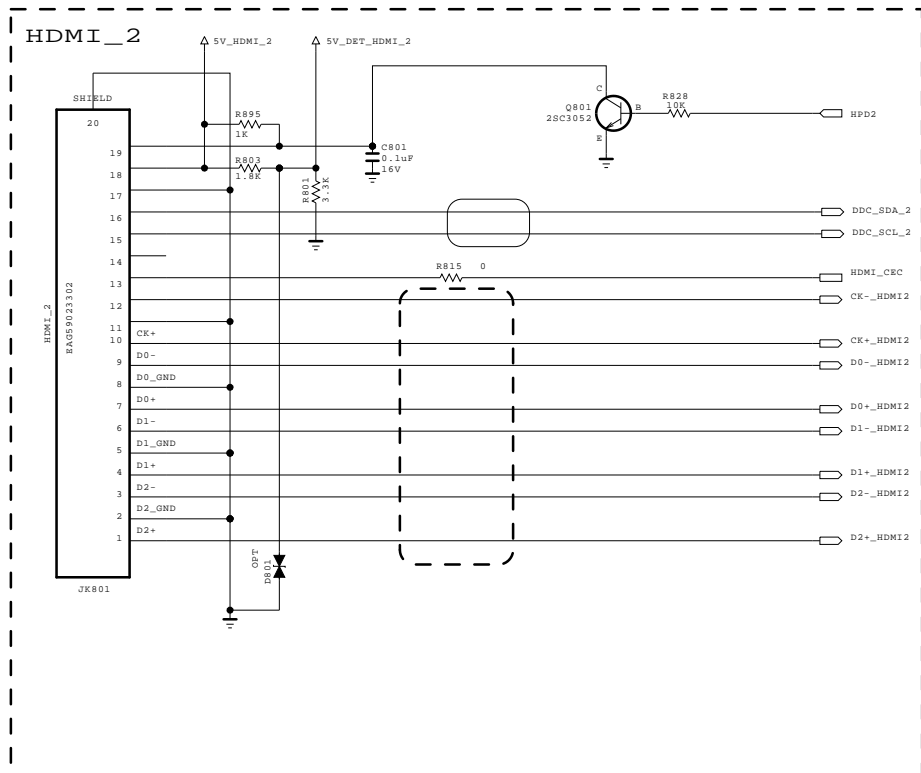 HDMI_2
5V_HDMI_2
5V_DET_HDMI_2
SHIELD
20
R895
1K
C801
0.1uF
16V
Q801
2SC3052
C
B
E
R828
10K
HPD2
19
18
R803
1.8K
R801
3.3K
17
16
DDC_SDA_2
15
DDC_SCL_2
14
R815 0
13
HDMI_CEC
12
CK-_HDMI2
HDMI_2
EAG59023302
11
10
CK+
CK+_HDMI2
9
D0-
D0-_HDMI2
8
D0_GND
7
D0+
D0+_HDMI2
6
D1-
D1-_HDMI2
5
D1_GND
4
D1+
D1+_HDMI2
3
D2-
D2-_HDMI2
2
D2_GND
1
D2+
D2+_HDMI2
OPT
D801
JK801